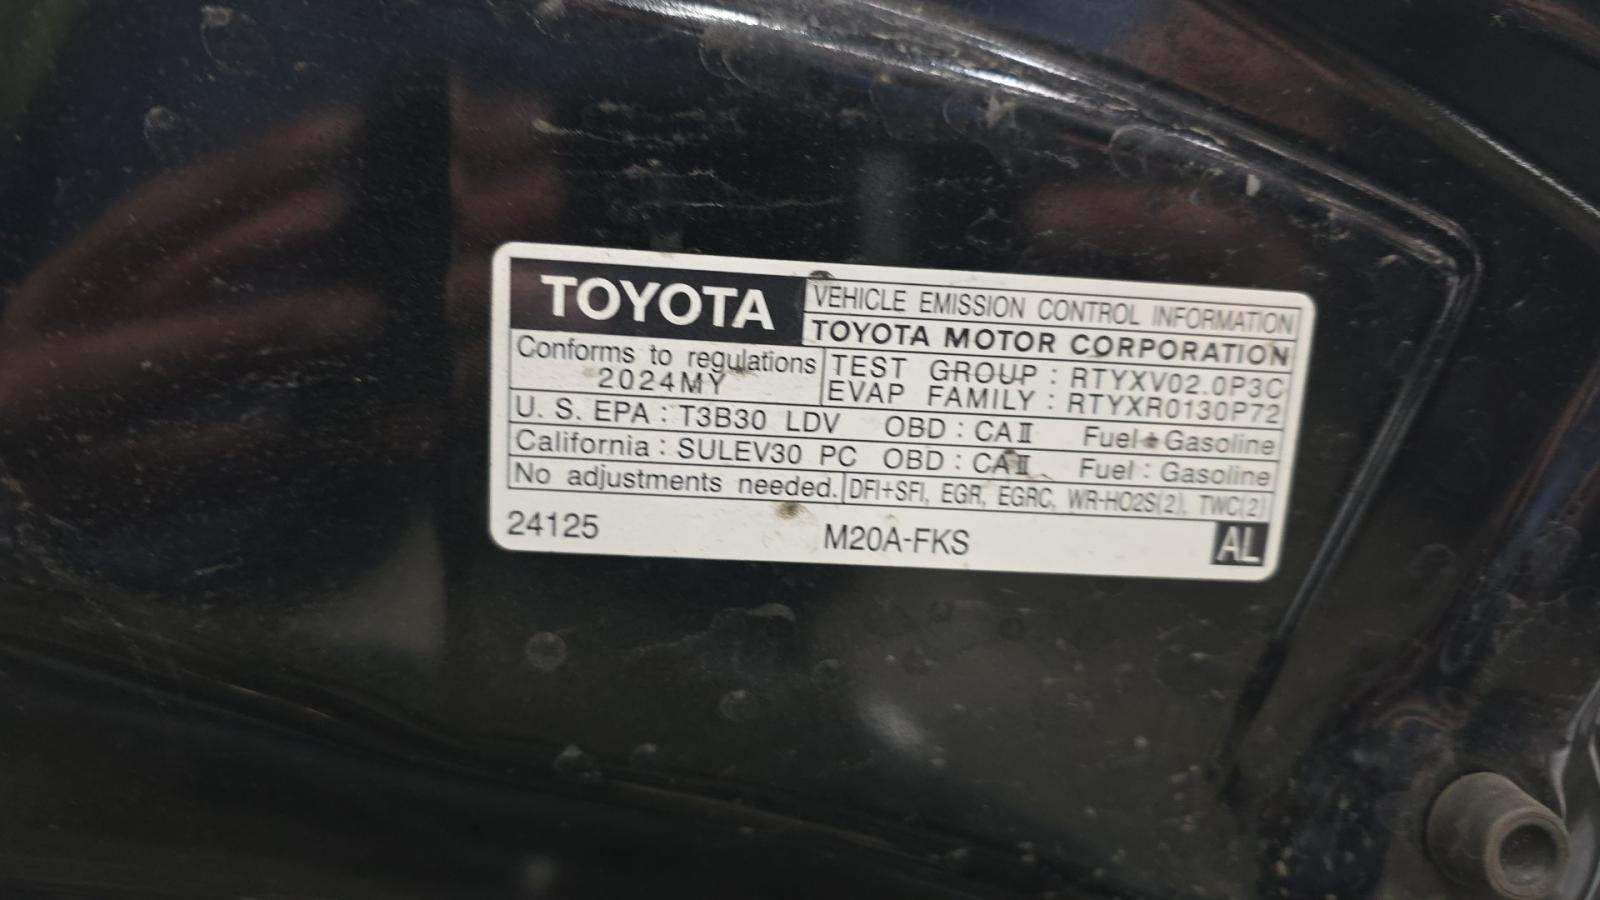 TOYOTA
VEHICLE EMISSION CONTROL INFORMATION
TOYOTA MOTOR CORPORATION
Conforms to regulations
2024MY
TEST GROUP : RTYXV02.0P3C
EVAP FAMILY : RTYXR0130P72
U. S. EPA : T3B30 LDV OBD : CAⅡ Fuel : Gasoline
California : SULEV30 PC OBD : CAⅡ Fuel : Gasoline
No adjustments needed. DFI+SFI, EGR, EGRC, WR-HO2S(2), TWC(2)
24125 M20A-FKS AL